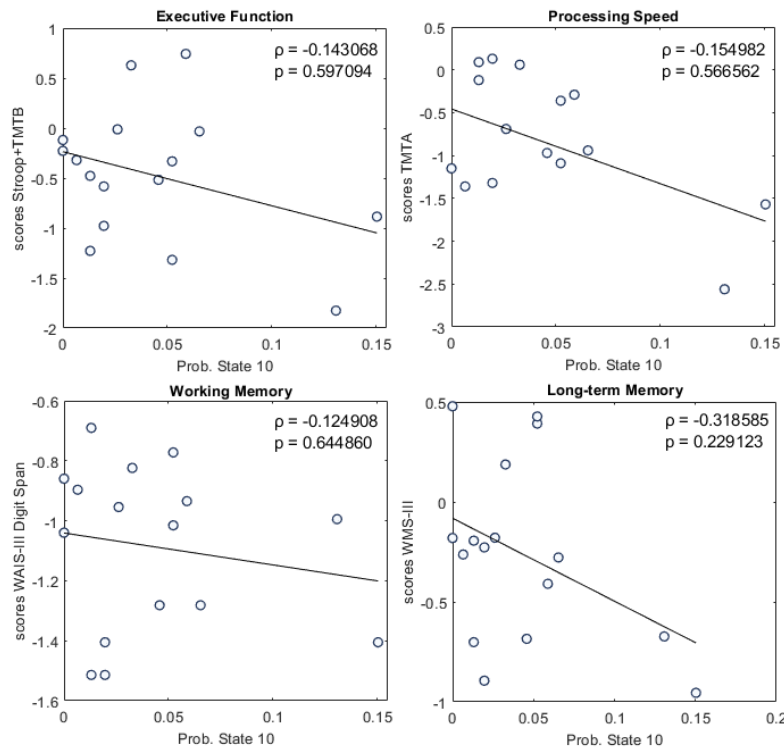 Executive Function
ρ = -0.143068
p = 0.597094
scores Stroop+TMTB
1
0.5
0
-0.5
-1
-1.5
-2
0 0.05 0.1 0.15
Prob. State 10
Processing Speed
ρ = -0.154982
p = 0.566562
scores TMTA
0.5
0
-0.5
-1
-1.5
-2
-2.5
-3
0 0.05 0.1 0.15
Prob. State 10
Working Memory
ρ = -0.124908
p = 0.644860
scores WAIS-III Digit Span
-0.6
-0.8
-1
-1.2
-1.4
-1.6
0 0.05 0.1 0.15
Prob. State 10
Long-term Memory
ρ = -0.318585
p = 0.229123
scores WMS-III
0.5
0
-0.5
-1
0 0.05 0.1 0.15 0.2
Prob. State 10